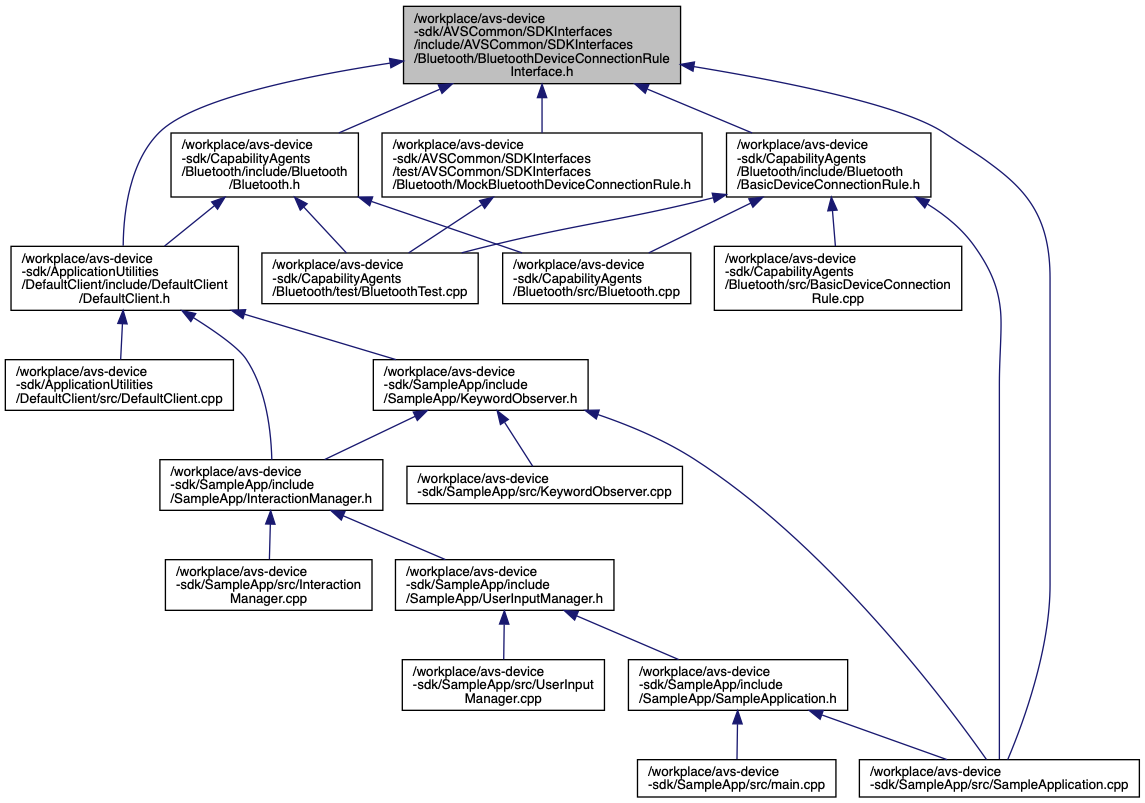 /workplace/avs-device
-sdk/AVSCommon/SDKInterfaces
/include/AVSCommon/SDKInterfaces
/Bluetooth/BluetoothDeviceConnectionRule
Interface.h
/workplace/avs-device
-sdk/CapabilityAgents
/Bluetooth/include/Bluetooth
/Bluetooth.h
/workplace/avs-device
-sdk/AVSCommon/SDKInterfaces
/test/AVSCommon/SDKInterfaces
/Bluetooth/MockBluetoothDeviceConnectionRule.h
/workplace/avs-device
-sdk/CapabilityAgents
/Bluetooth/include/Bluetooth
/BasicDeviceConnectionRule.h
/workplace/avs-device
-sdk/ApplicationUtilities
/DefaultClient/include/DefaultClient
/DefaultClient.h
/workplace/avs-device
-sdk/CapabilityAgents
/Bluetooth/test/BluetoothTest.cpp
/workplace/avs-device
-sdk/CapabilityAgents
/Bluetooth/src/Bluetooth.cpp
/workplace/avs-device
-sdk/CapabilityAgents
/Bluetooth/src/BasicDeviceConnection
Rule.cpp
/workplace/avs-device
-sdk/ApplicationUtilities
/DefaultClient/src/DefaultClient.cpp
/workplace/avs-device
-sdk/SampleApp/include
/SampleApp/KeywordObserver.h
/workplace/avs-device
-sdk/SampleApp/include
/SampleApp/InteractionManager.h
/workplace/avs-device
-sdk/SampleApp/src/KeywordObserver.cpp
/workplace/avs-device
-sdk/SampleApp/src/Interaction
Manager.cpp
/workplace/avs-device
-sdk/SampleApp/include
/SampleApp/UserInputManager.h
/workplace/avs-device
-sdk/SampleApp/src/UserInput
Manager.cpp
/workplace/avs-device
-sdk/SampleApp/include
/SampleApp/SampleApplication.h
/workplace/avs-device
-sdk/SampleApp/src/main.cpp
/workplace/avs-device
-sdk/SampleApp/src/SampleApplication.cpp